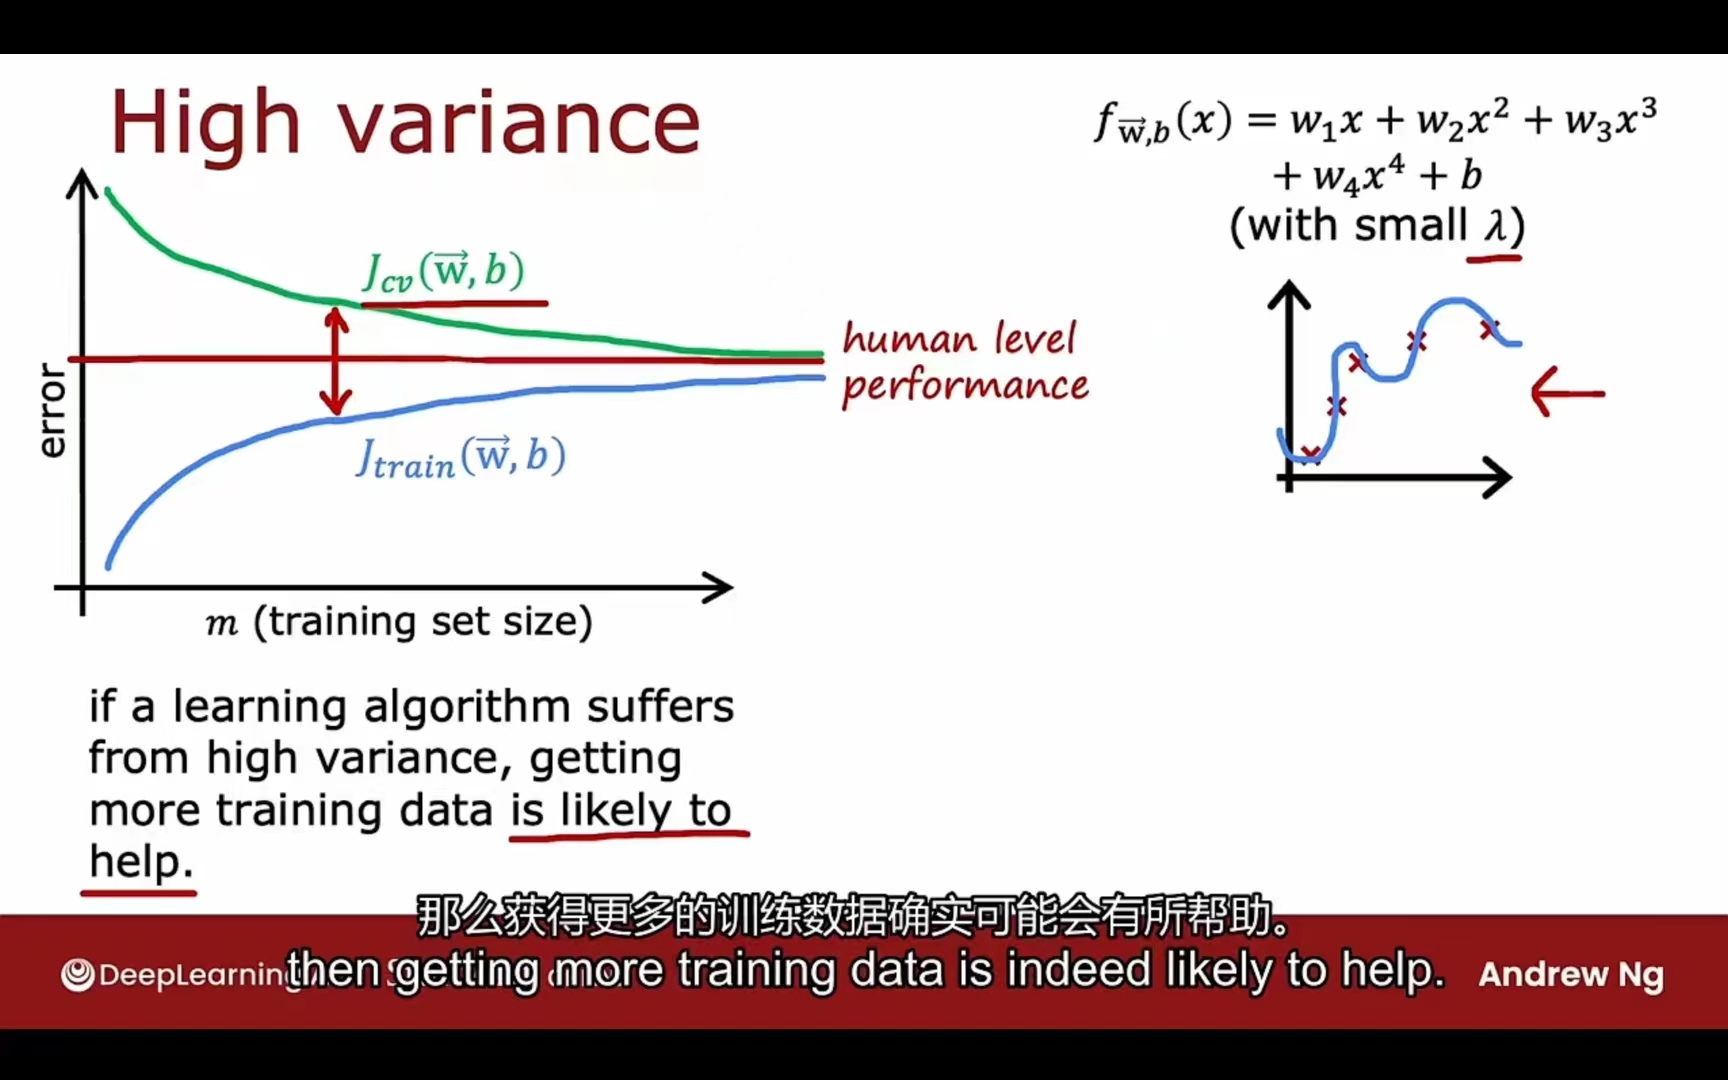 High variance
f_{\vec{w},b}(x) = w_1x + w_2x^2 + w_3x^3
+ w_4x^4 + b
(with small λ)
J_{cv}(\vec{w}, b)
human level
performance
error
J_{train}(\vec{w}, b)
m (training set size)
if a learning algorithm suffers
from high variance, getting
more training data is likely to
help.
那么获得更多的训练数据确实可能会有所帮助。
then getting more training data is indeed likely to help.
DeepLearning
Andrew Ng